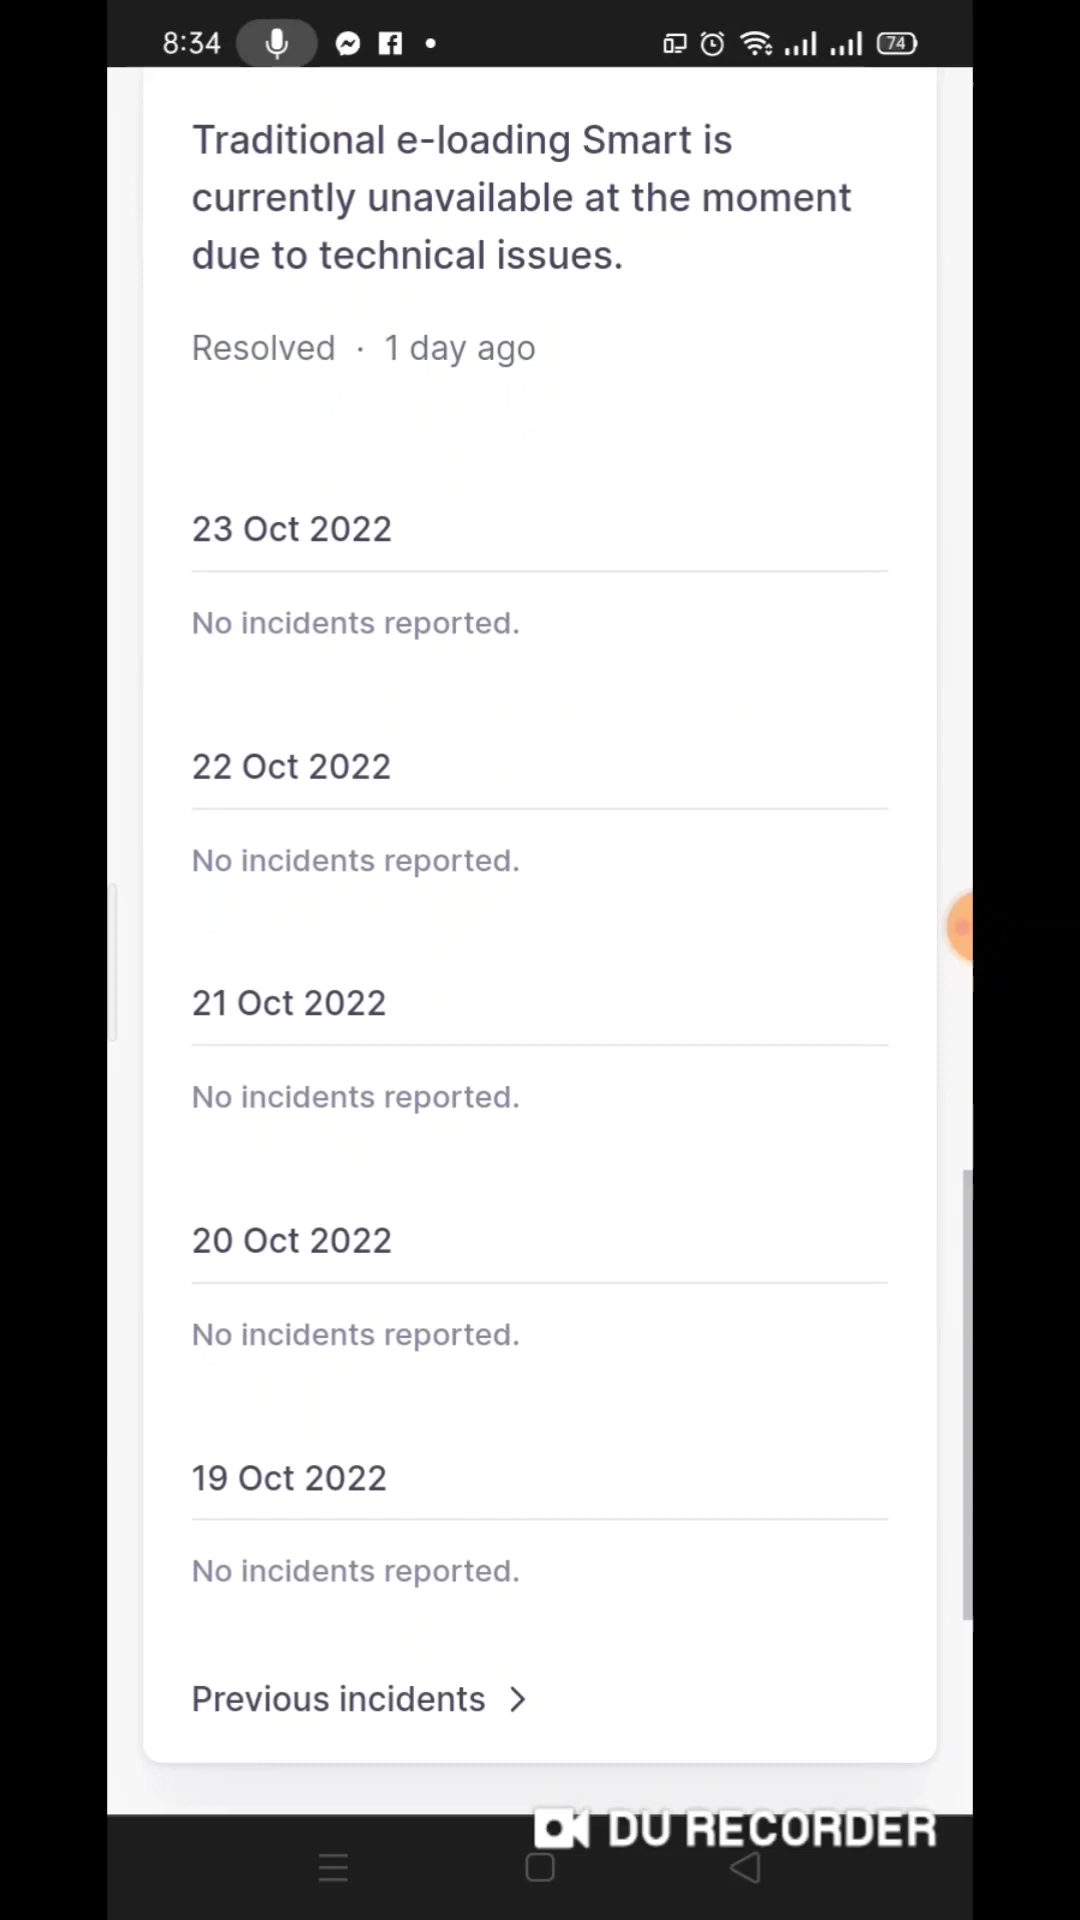 8:34
74
Traditional e-loading Smart is
currently unavailable at the moment
due to technical issues.
Resolved · 1 day ago
23 Oct 2022
No incidents reported.
22 Oct 2022
No incidents reported.
21 Oct 2022
No incidents reported.
20 Oct 2022
No incidents reported.
19 Oct 2022
No incidents reported.
Previous incidents
DU RECORDER